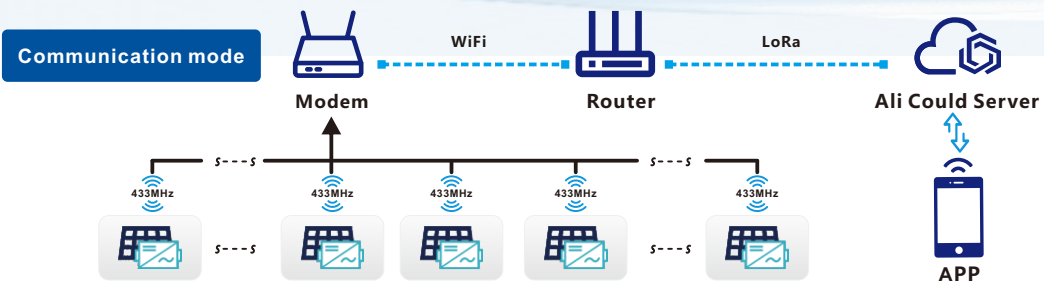 Communication mode
WiFi
LoRa
Modem
Router
Ali Could Server
S---S
S---S
433MHz
433MHz
433MHz
433MHz
433MHz
S---S
S---S
APP